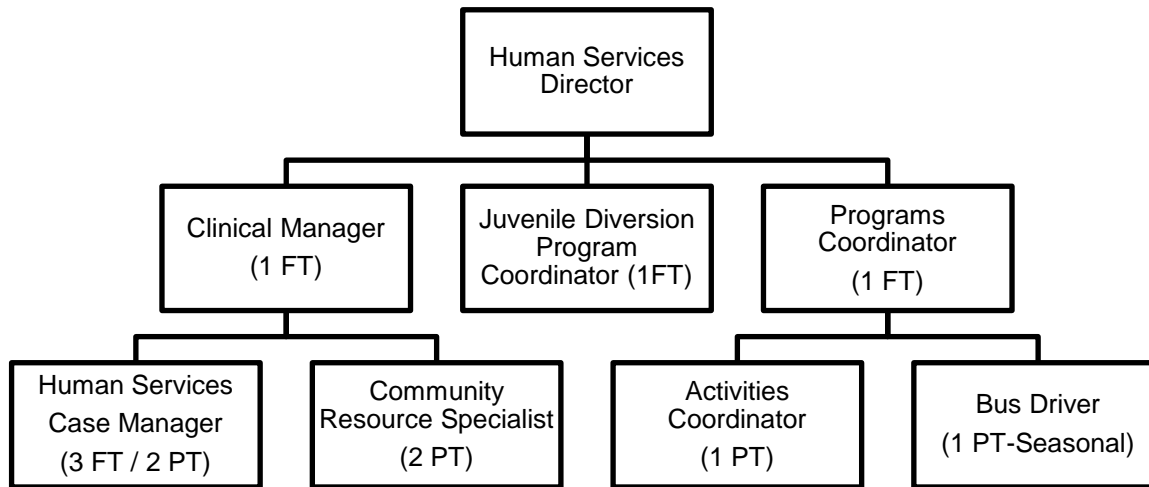 Human Services
Director
Clinical Manager
(1 FT)
Juvenile Diversion
Program
Coordinator (1FT)
Programs
Coordinator
(1 FT)
Human Services
Case Manager
(3 FT / 2 PT)
Community
Resource Specialist
(2 PT)
Activities
Coordinator
(1 PT)
Bus Driver
(1 PT-Seasonal)